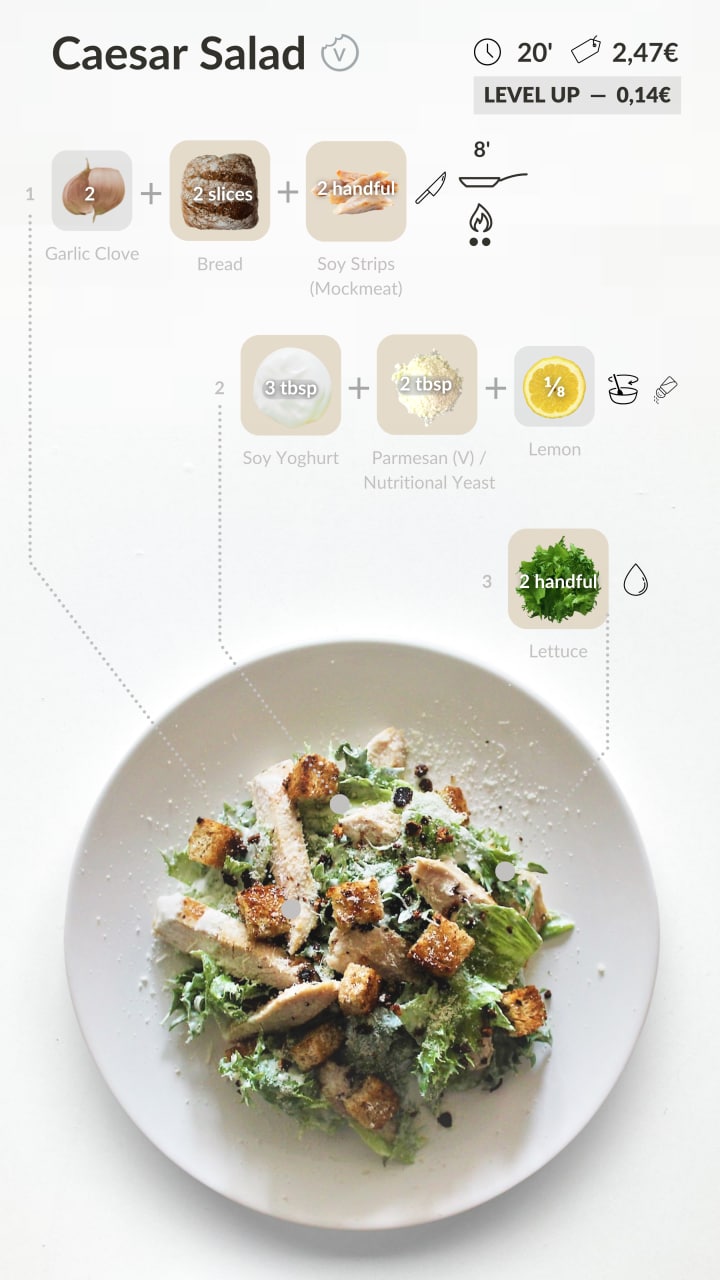 Caesar Salad V
20' 2,47€
LEVEL UP — 0,14€
8'
1 2 + 2 slices + 2 handful
Garlic Clove
Bread
Soy Strips
(Mockmeat)
2 3 tbsp + 2 tbsp + ⅛
Soy Yoghurt
Parmesan (V) /
Nutritional Yeast
Lemon
3 2 handful
Lettuce